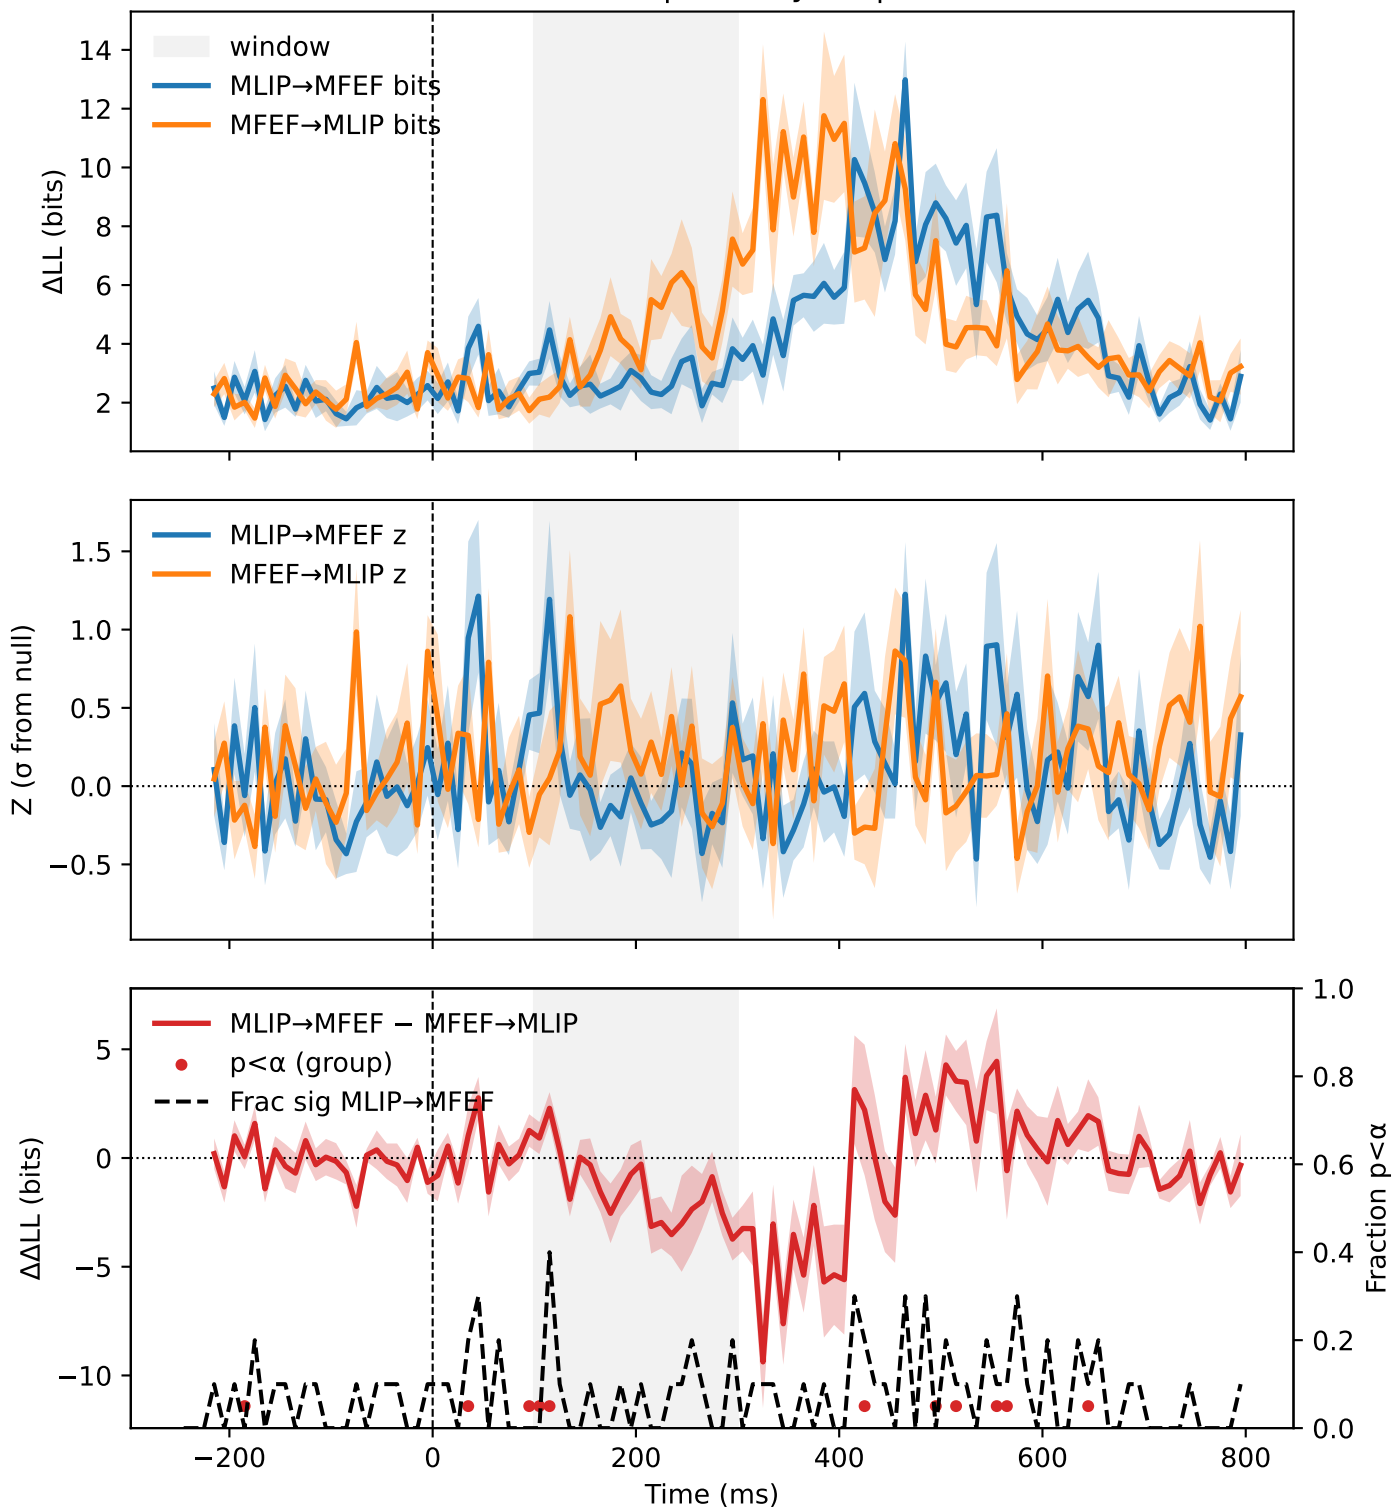 window
MLIP→MFEF bits
MFEF→MLIP bits
ΔLL (bits)
14
12
10
8
6
4
2
MLIP→MFEF z
MFEF→MLIP z
Z (σ from null)
1.5
1.0
0.5
0.0
−0.5
MLIP→MFEF − MFEF→MLIP
p<α (group)
Frac sig MLIP→MFEF
ΔΔLL (bits)
5
0
−5
−10
1.0
0.8
0.6
0.4
0.2
0.0
Fraction p<α
−200
0
200
400
600
800
Time (ms)